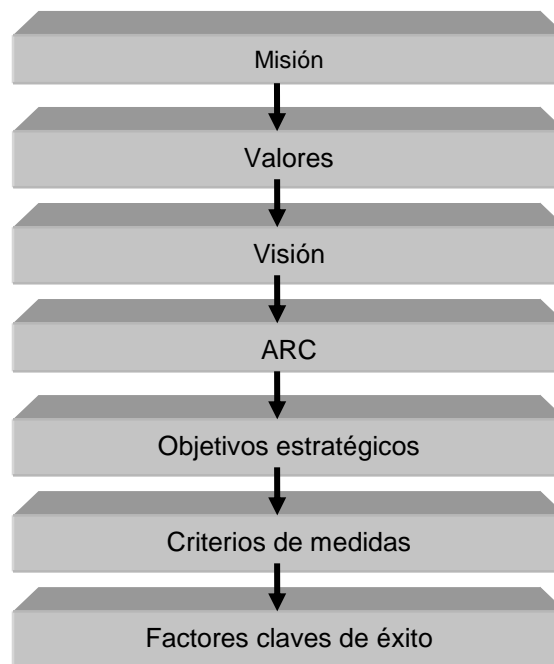 Misión
Valores
Visión
ARC
Objetivos estratégicos
Criterios de medidas
Factores claves de éxito